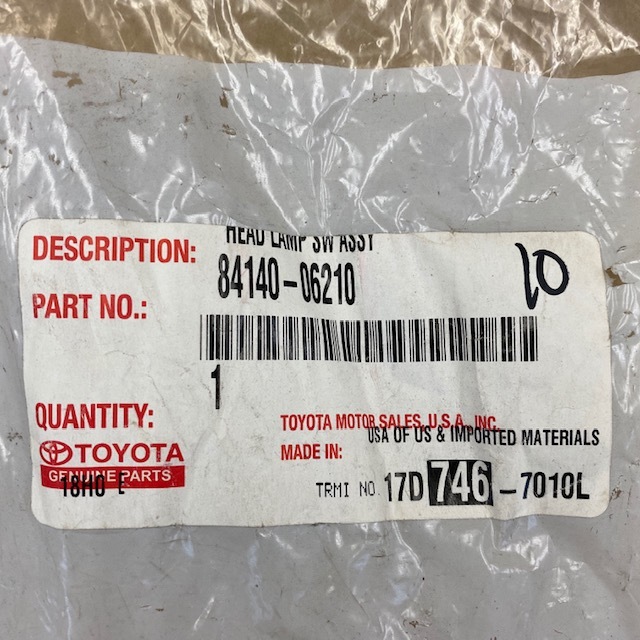 HEAD LAMP SW ASSY
DESCRIPTION:
84140-06210
10
PART NO.:
1
QUANTITY:
TOYOTA MOTOR SALES, U.S.A., INC.
USA OF US & IMPORTED MATERIALS
MADE IN:
TOYOTA
GENUINE PARTS
18H0 E
TRMI NO. 17D 746 -7010L